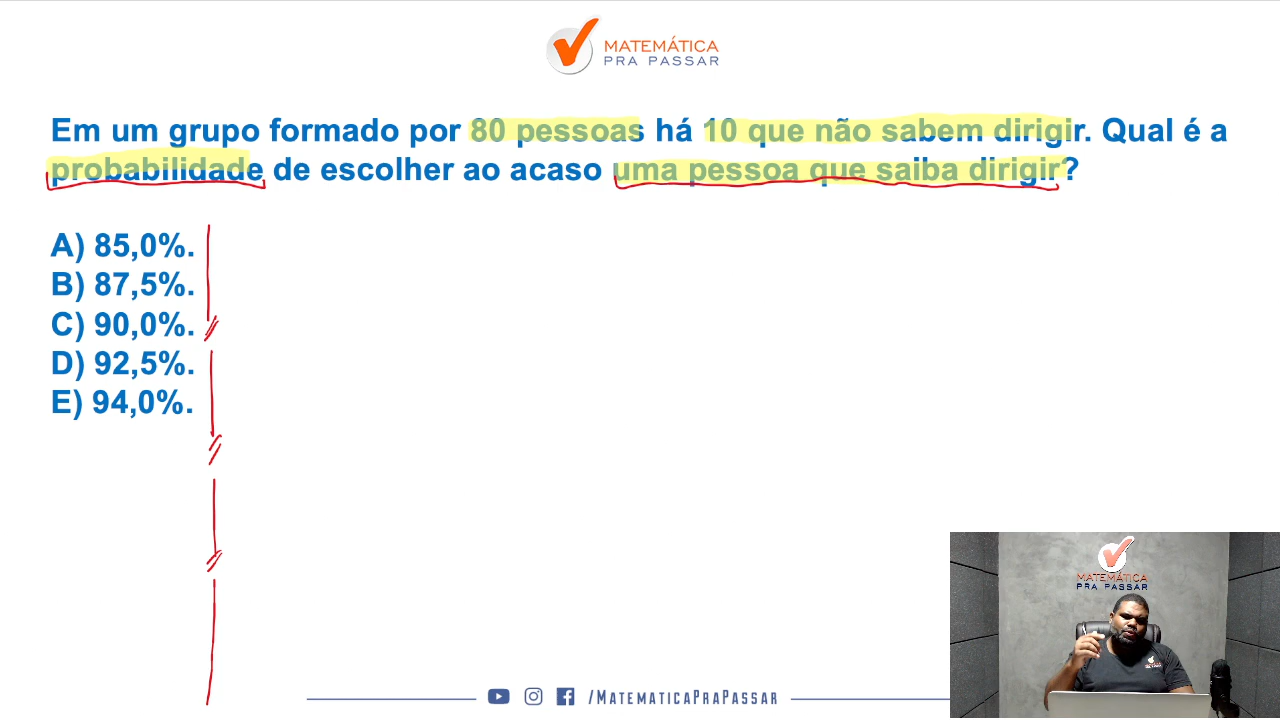 MATEMÁTICA
PRA PASSAR
Em um grupo formado por 80 pessoas há 10 que não sabem dirigir. Qual é a
probabilidade de escolher ao acaso uma pessoa que saiba dirigir?
A) 85,0%.
B) 87,5%.
C) 90,0%.
D) 92,5%.
E) 94,0%.
MATEMÁTICA
PRA PASSAR
/MATEMATICAPRAPASSAR